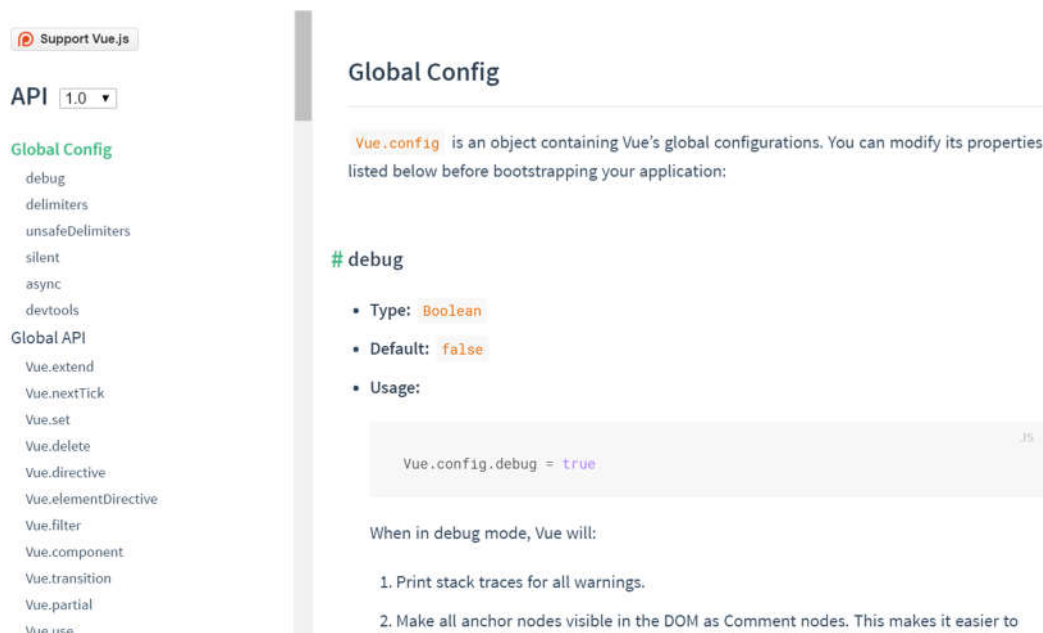 Support Vue.js
API 1.0
Global Config
debug
delimiters
unsafeDelimiters
silent
async
devtools
Global API
Vue.extend
Vue.nextTick
Vue.set
Vue.delete
Vue.directive
Vue.elementDirective
Vue.filter
Vue.component
Vue.transition
Vue.partial
Vue.use
Global Config
Vue.config is an object containing Vue’s global configurations. You can modify its properties
listed below before bootstrapping your application:
# debug
• Type: Boolean
• Default: false
• Usage:
JS
Vue.config.debug = true
When in debug mode, Vue will:
1. Print stack traces for all warnings.
2. Make all anchor nodes visible in the DOM as Comment nodes. This makes it easier to